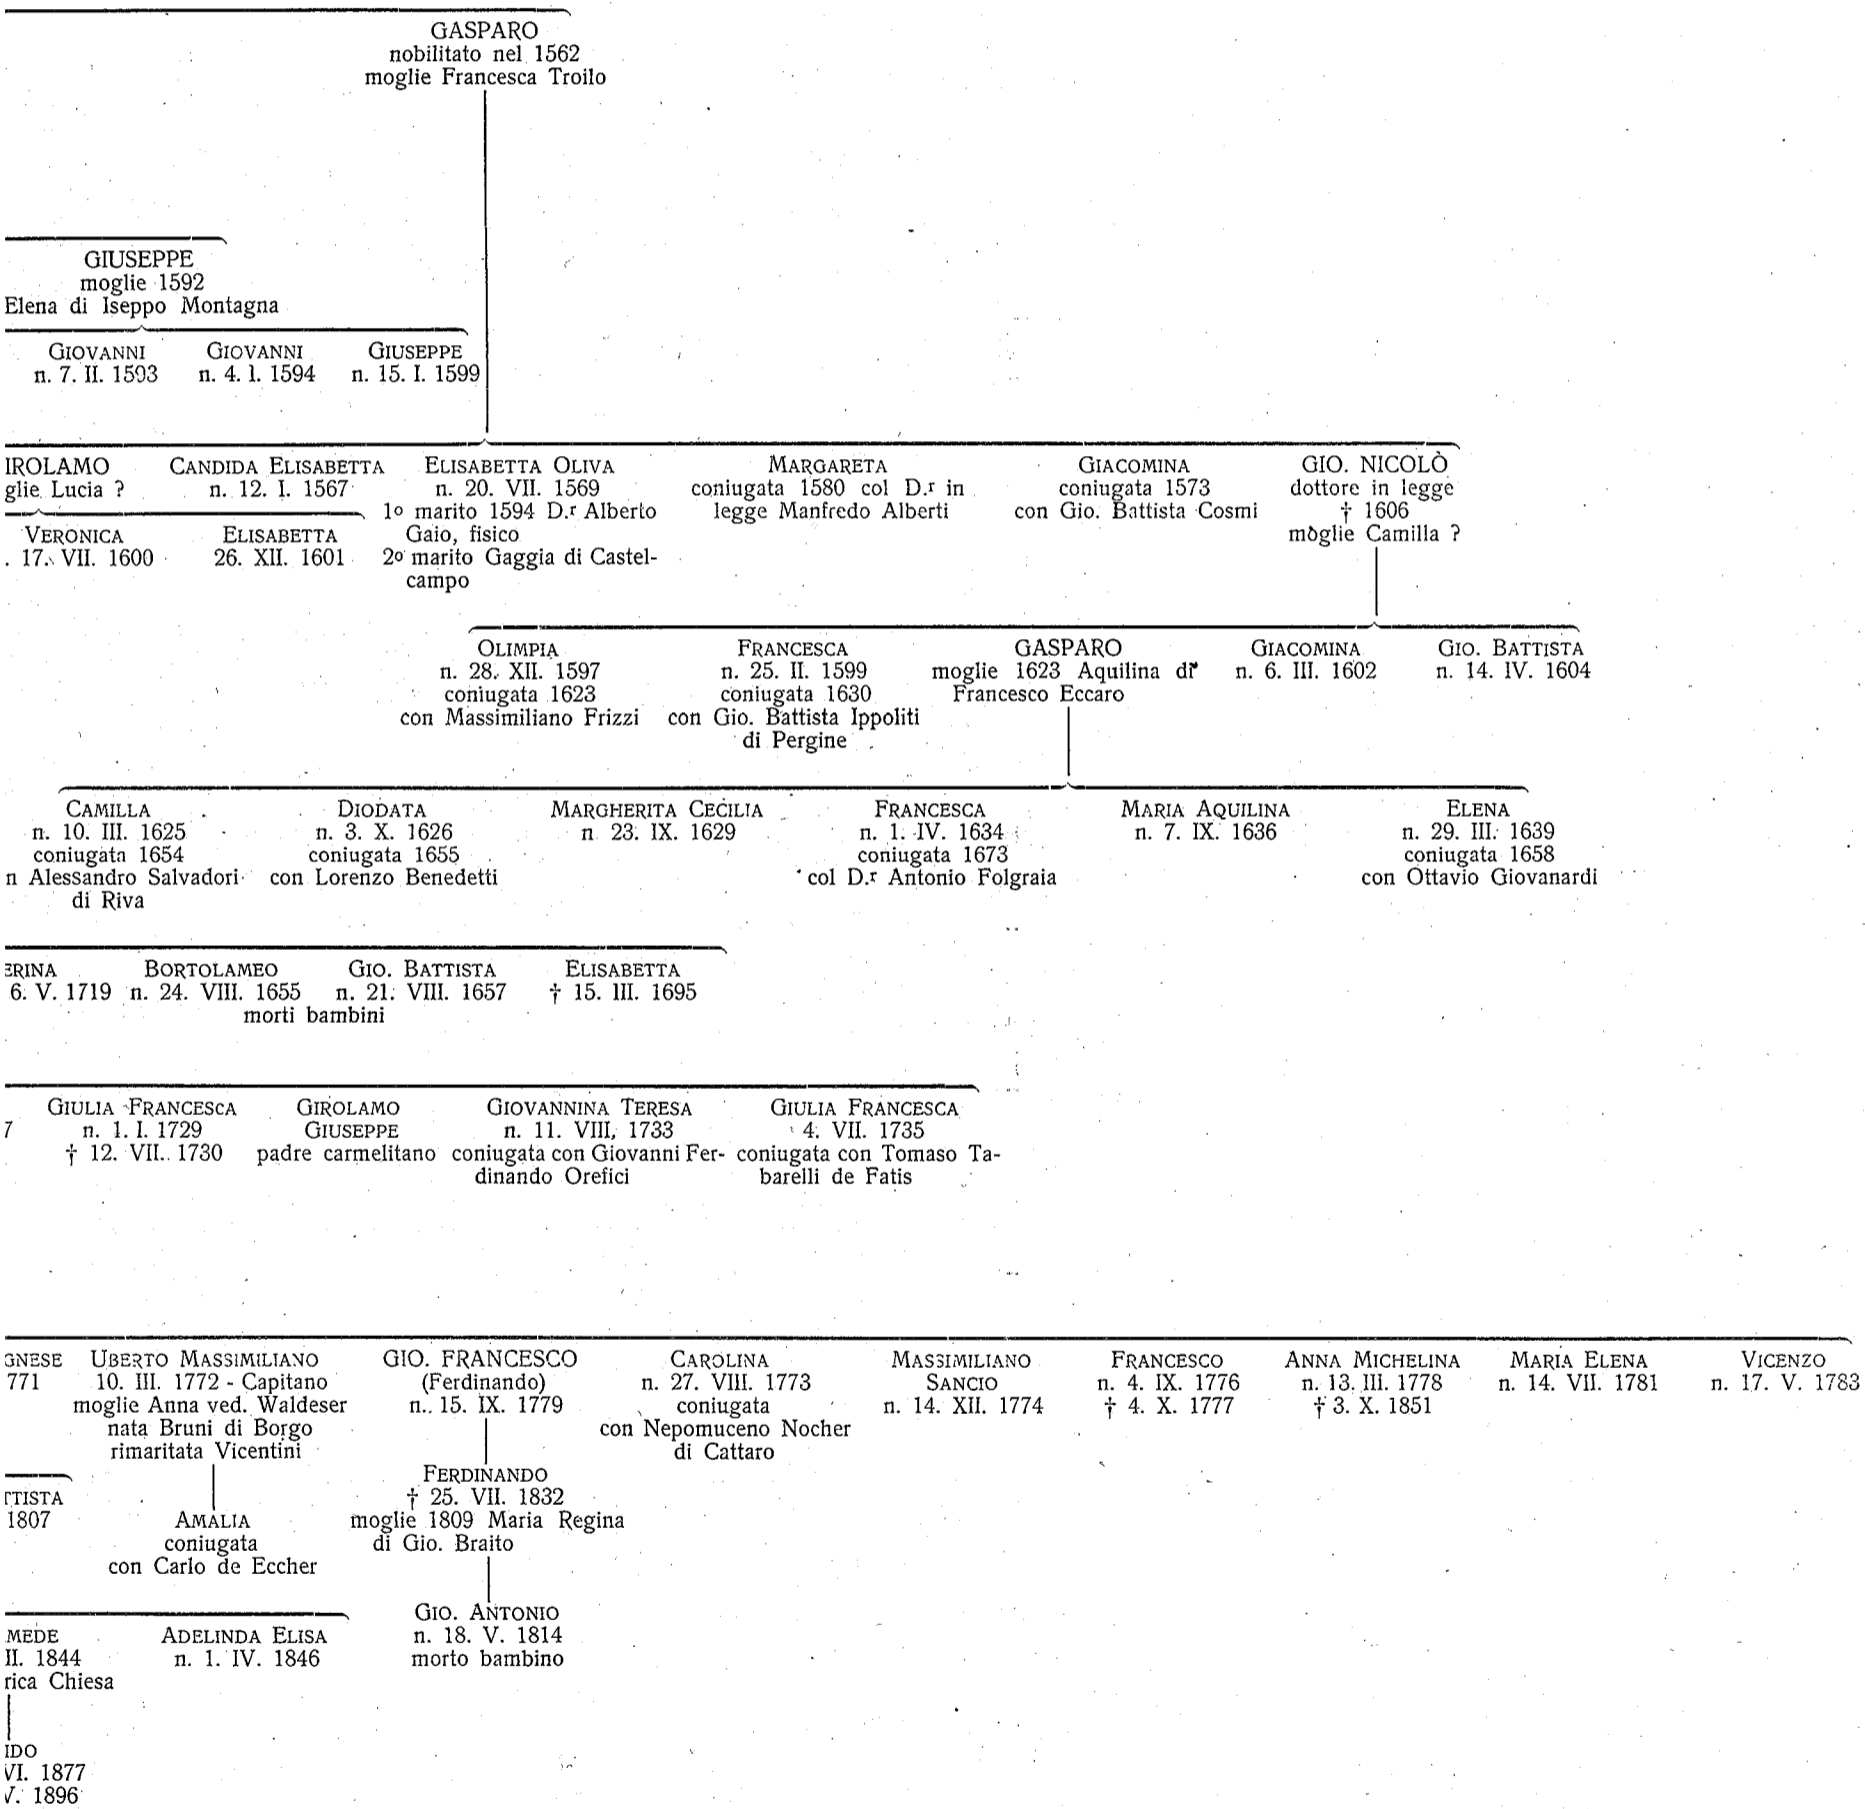 GASPARO
nobilitato nel 1562
moglie Francesca Troilo
GIUSEPPE
moglie 1592
Elena di Iseppo Montagna
GIOVANNI
n. 7. II. 1593
GIOVANNI
n. 4. I. 1594
GIUSEPPE
n. 15. I. 1599
IROLAMO
glie Lucia ?
CANDIDA ELISABETTA
n. 12. I. 1567
ELISABETTA OLIVA
n. 20. VII. 1569
1o marito 1594 D.r Alberto
Gaio, fisico
2o marito Gaggia di Castel-
campo
MARGARETA
coniugata 1580 col D.r in
legge Manfredo Alberti
GIACOMINA
coniugata 1573
con Gio. Battista Cosmi
GIO. NICOLÒ
dottore in legge
† 1606
moglie Camilla ?
VERONICA
. 17. VII. 1600
ELISABETTA
26. XII. 1601
OLIMPIA
n. 28. XII. 1597
coniugata 1623
con Massimiliano Frizzi
FRANCESCA
n. 25. II. 1599
coniugata 1630
con Gio. Battista Ippoliti
di Pergine
GASPARO
moglie 1623 Aquilina di
Francesco Eccaro
GIACOMINA
n. 6. III. 1602
GIO. BATTISTA
n. 14. IV. 1604
CAMILLA
n. 10. III. 1625
coniugata 1654
n Alessandro Salvadori
di Riva
DIODATA
n. 3. X. 1626
coniugata 1655
con Lorenzo Benedetti
MARGHERITA CECILIA
n 23. IX. 1629
FRANCESCA
n. 1. IV. 1634
coniugata 1673
col D.r Antonio Folgraia
MARIA AQUILINA
n. 7. IX. 1636
ELENA
n. 29. III. 1639
coniugata 1658
con Ottavio Giovanardi
ERINA
6. V. 1719
BORTOLAMEO
n. 24. VIII. 1655
GIO. BATTISTA
n. 21. VIII. 1657
morti bambini
ELISABETTA
† 15. III. 1695
7
GIULIA FRANCESCA
n. 1. I. 1729
† 12. VII. 1730
GIROLAMO
GIUSEPPE
padre carmelitano
GIOVANNINA TERESA
n. 11. VIII, 1733
coniugata con Giovanni Fer-
dinando Orefici
GIULIA FRANCESCA
4. VII. 1735
coniugata con Tomaso Ta-
barelli de Fatis
GNESE
771
UBERTO MASSIMILIANO
10. III. 1772 - Capitano
moglie Anna ved. Waldeser
nata Bruni di Borgo
rimaritata Vicentini
GIO. FRANCESCO
(Ferdinando)
n. 15. IX. 1779
CAROLINA
n. 27. VIII. 1773
coniugata
con Nepomuceno Nocher
di Cattaro
MASSIMILIANO
SANCIO
n. 14. XII. 1774
FRANCESCO
n. 4. IX. 1776
† 4. X. 1777
ANNA MICHELINA
n. 13. III. 1778
† 3. X. 1851
MARIA ELENA
n. 14. VII. 1781
VICENZO
n. 17. V. 1783
TTISTA
1807
AMALIA
coniugata
con Carlo de Eccher
FERDINANDO
† 25. VII. 1832
moglie 1809 Maria Regina
di Gio. Braito
MEDE
II. 1844
rica Chiesa
ADELINDA ELISA
n. 1. IV. 1846
GIO. ANTONIO
n. 18. V. 1814
morto bambino
IDO
VI. 1877
V. 1896